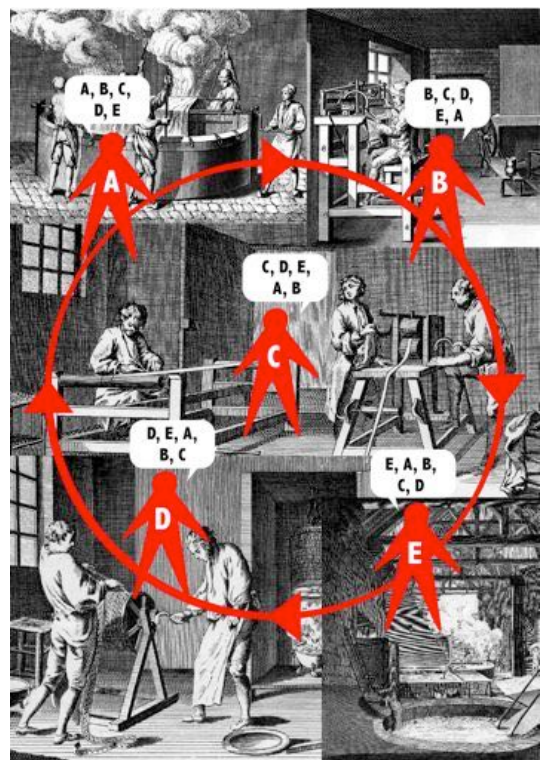 A, B, C,
D, E
A
B, C, D,
E, A
B
C, D, E,
A, B
C
D, E, A,
B, C
D
E, A, B,
C, D
E